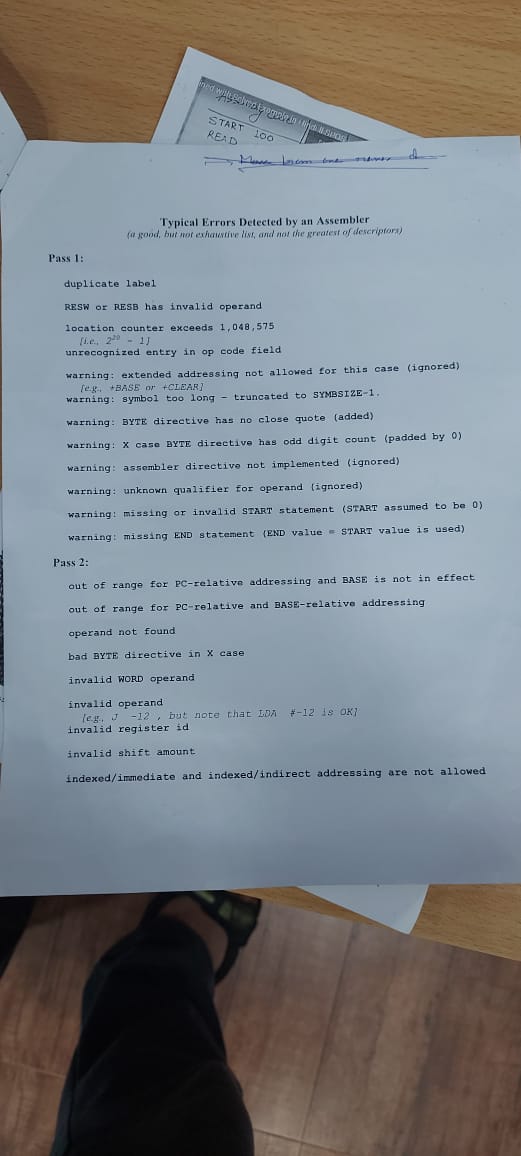 START 100
READ
Typical Errors Detected by an Assembler
(a good, but not exhaustive list, and not the greatest of descriptors)
Pass 1:
duplicate label
RESW or RESB has invalid operand
location counter exceeds 1,048,575
[i.e., 2²⁰ - 1]
unrecognized entry in op code field
warning: extended addressing not allowed for this case (ignored)
[e.g. +BASE or +CLEAR]
warning: symbol too long - truncated to SYMBSIZE-1.
warning: BYTE directive has no close quote (added)
warning: X case BYTE directive has odd digit count (padded by 0)
warning: assembler directive not implemented (ignored)
warning: unknown qualifier for operand (ignored)
warning: missing or invalid START statement (START assumed to be 0)
warning: missing END statement (END value = START value is used)
Pass 2:
out of range for PC-relative addressing and BASE is not in effect
out of range for PC-relative and BASE-relative addressing
operand not found
bad BYTE directive in X case
invalid WORD operand
invalid operand
[e.g. J -12 , but note that LDA #-12 is OK]
invalid register id
invalid shift amount
indexed/immediate and indexed/indirect addressing are not allowed